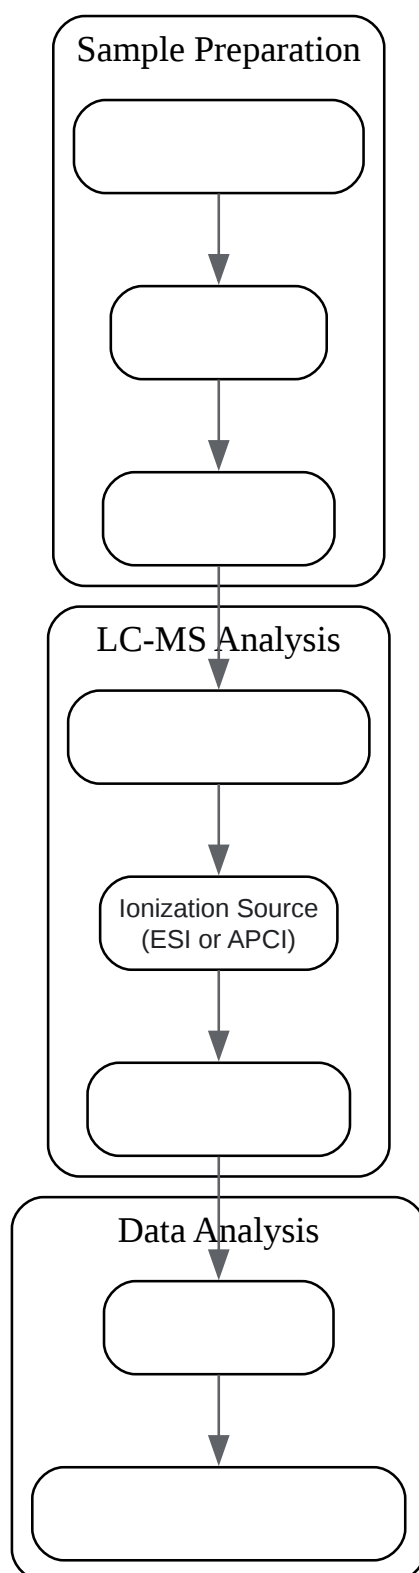 Sample Preparation
LC-MS Analysis
Ionization Source
(ESI or APCI)
Data Analysis